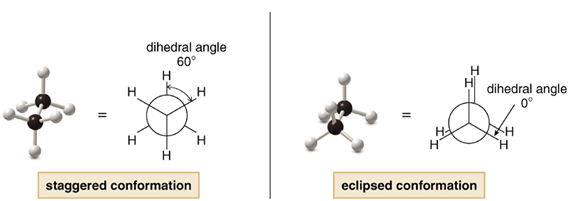 dihedral angle
60°
H
H
H
=
H
H
H
staggered conformation
H
H
dihedral angle
0°
=
H
H
H
H
eclipsed conformation